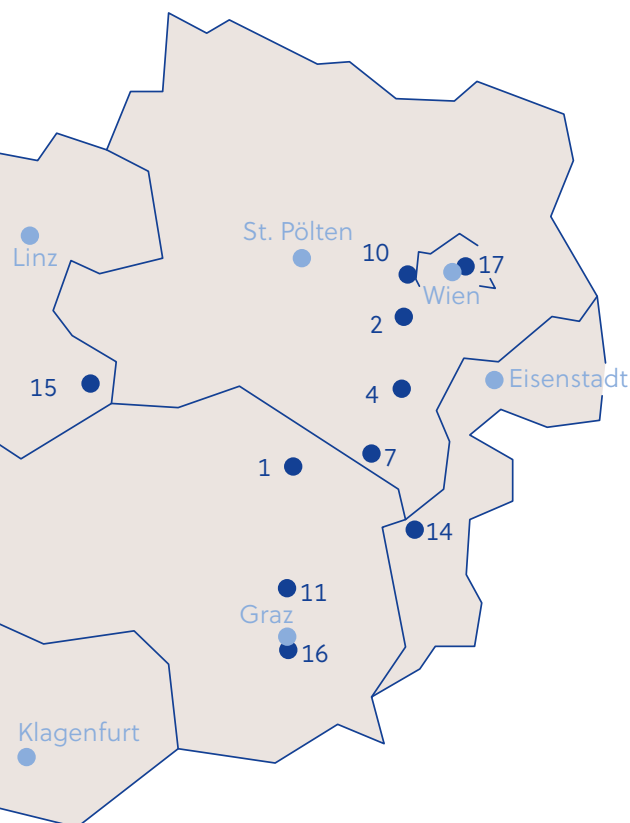 St. Pölten
10
17
Linz
Wien
2
Eisenstadt
15
4
7
1
14
11
Graz
16
Klagenfurt